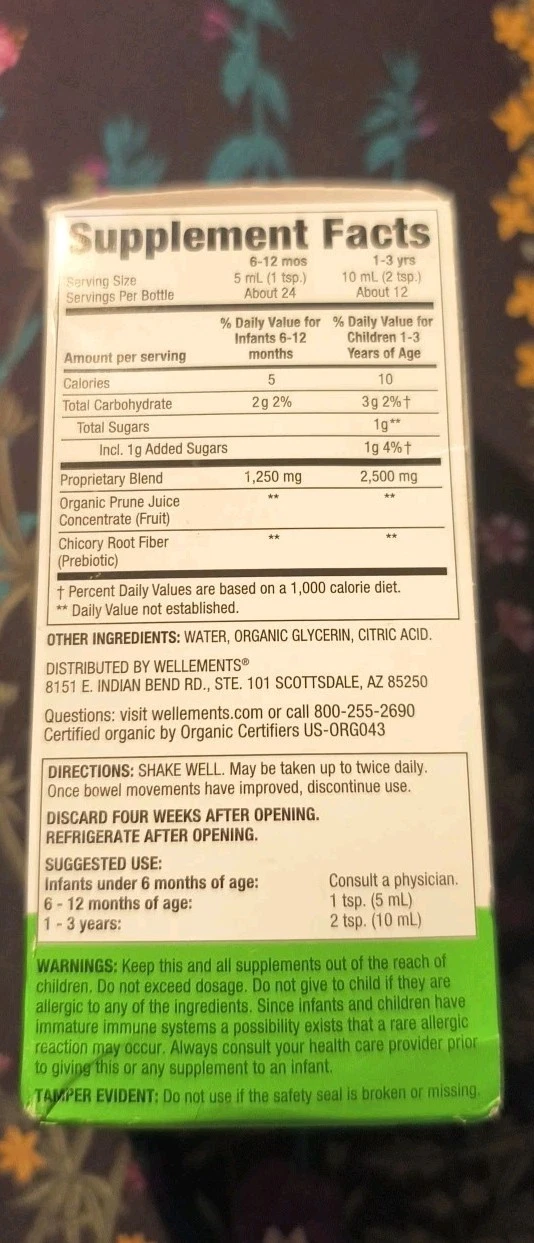 Supplement Facts
6-12 mos 1-3 yrs
Serving Size 5 mL (1 tsp.) 10 mL (2 tsp.)
Servings Per Bottle About 24 About 12
Amount per serving % Daily Value for Infants 6-12 months % Daily Value for Children 1-3 Years of Age
Calories 5 10
Total Carbohydrate 2g 2% 3g 2%†
Total Sugars 1g**
Incl. 1g Added Sugars 1g 4%†
Proprietary Blend 1,250 mg 2,500 mg
Organic Prune Juice ** **
Concentrate (Fruit)
Chicory Root Fiber ** **
(Prebiotic)
† Percent Daily Values are based on a 1,000 calorie diet.
** Daily Value not established.
OTHER INGREDIENTS: WATER, ORGANIC GLYCERIN, CITRIC ACID.
DISTRIBUTED BY WELLEMENTS®
8151 E. INDIAN BEND RD., STE. 101 SCOTTSDALE, AZ 85250
Questions: visit wellements.com or call 800-255-2690
Certified organic by Organic Certifiers US-ORG043
DIRECTIONS: SHAKE WELL. May be taken up to twice daily.
Once bowel movements have improved, discontinue use.
DISCARD FOUR WEEKS AFTER OPENING.
REFRIGERATE AFTER OPENING.
SUGGESTED USE:
Infants under 6 months of age: Consult a physician.
6 - 12 months of age: 1 tsp. (5 mL)
1 - 3 years: 2 tsp. (10 mL)
WARNINGS: Keep this and all supplements out of the reach of
children. Do not exceed dosage. Do not give to child if they are
allergic to any of the ingredients. Since infants and children have
immature immune systems a possibility exists that a rare allergic
reaction may occur. Always consult your health care provider prior
to giving this or any supplement to an infant.
TAMPER EVIDENT: Do not use if the safety seal is broken or missing.